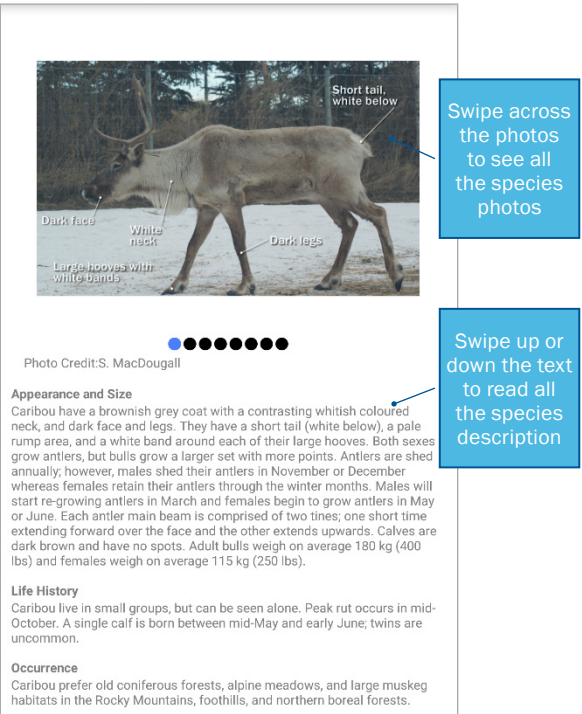 Short tail,
white below
Swipe across
the photos
to see all
the species
photos
Dark face
White
neck
Dark legs
Large hooves with
white bands
Photo Credit:S. MacDougall
Swipe up or
down the text
to read all
the species
description
Appearance and Size
Caribou have a brownish grey coat with a contrasting whitish coloured
neck, and dark face and legs. They have a short tail (white below), a pale
rump area, and a white band around each of their large hooves. Both sexes
grow antlers, but bulls grow a larger set with more points. Antlers are shed
annually; however, males shed their antlers in November or December
whereas females retain their antlers through the winter months. Males will
start re-growing antlers in March and females begin to grow antlers in May
or June. Each antler main beam is comprised of two tines; one short time
extending forward over the face and the other extends upwards. Calves are
dark brown and have no spots. Adult bulls weigh on average 180 kg (400
lbs) and females weigh on average 115 kg (250 lbs).
Life History
Caribou live in small groups, but can be seen alone. Peak rut occurs in mid-
October. A single calf is born between mid-May and early June; twins are
uncommon.
Occurrence
Caribou prefer old coniferous forests, alpine meadows, and large muskeg
habitats in the Rocky Mountains, foothills, and northern boreal forests.